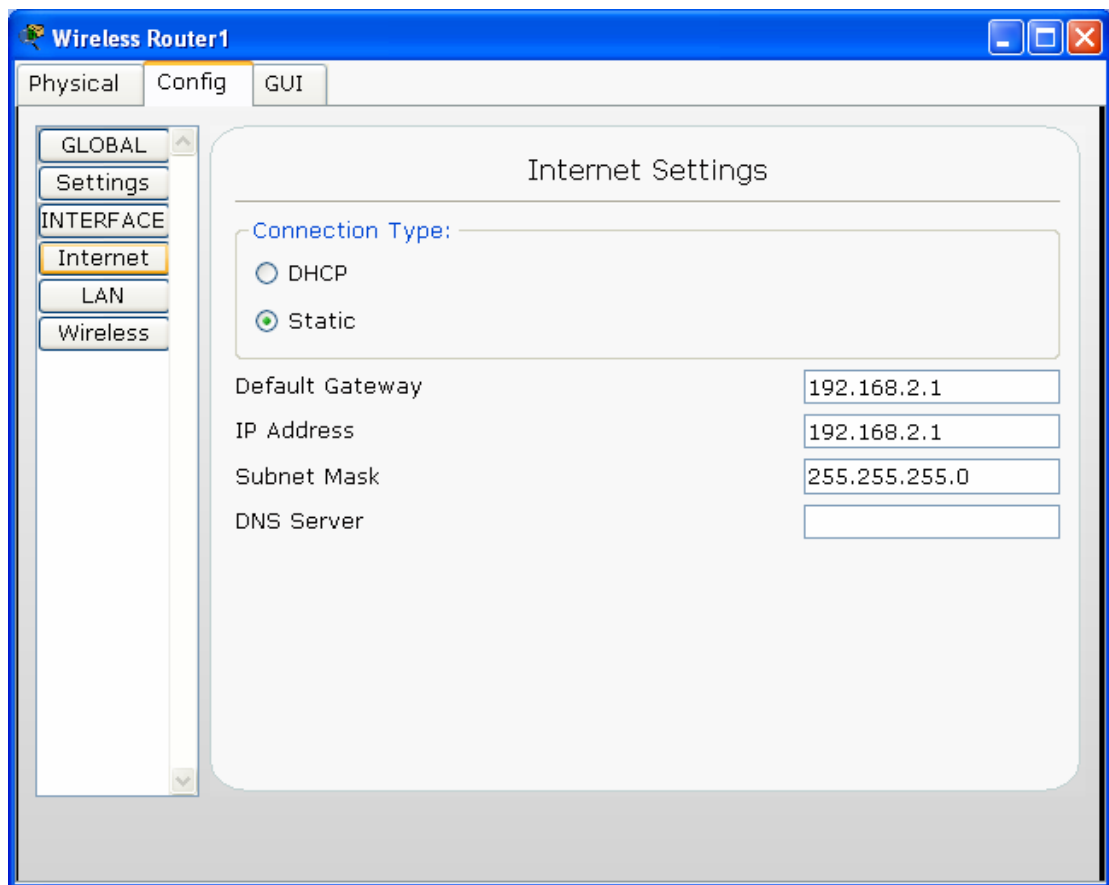 Wireless Router1
Physical Config GUI
GLOBAL
Settings
INTERFACE
Internet
LAN
Wireless
Internet Settings
Connection Type:
DHCP
Static
Default Gateway 192.168.2.1
IP Address 192.168.2.1
Subnet Mask 255.255.255.0
DNS Server